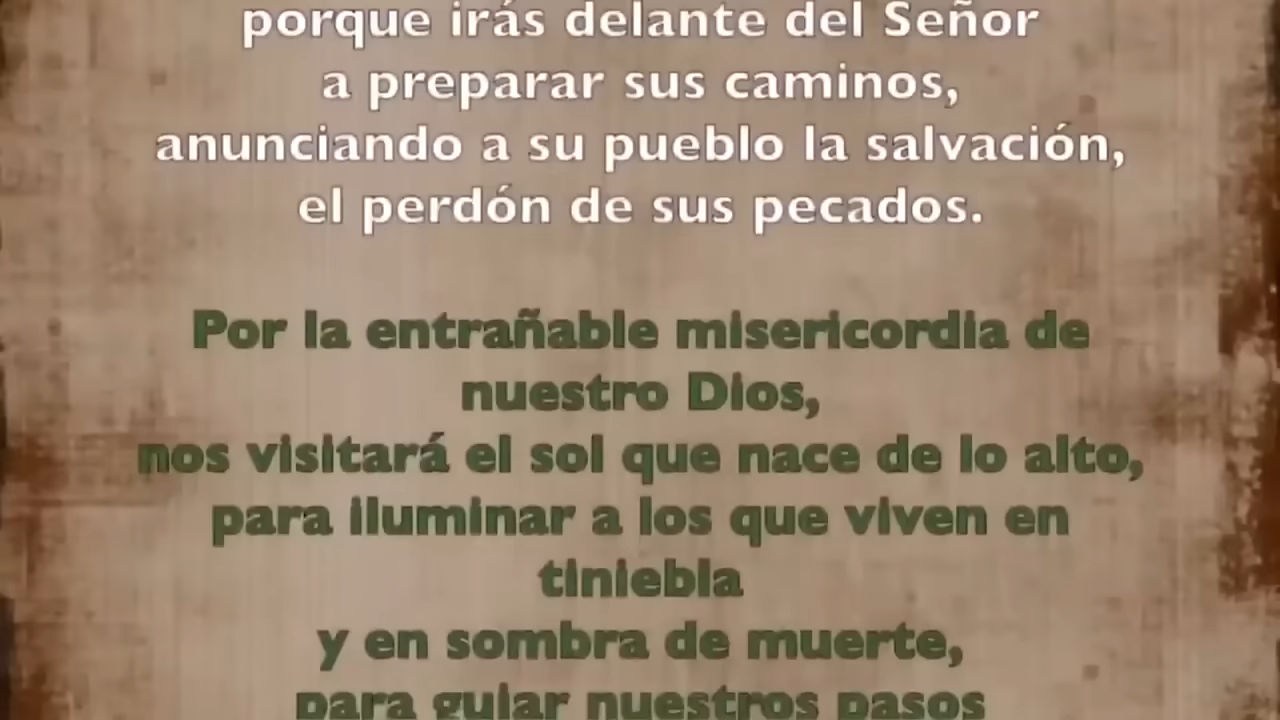 porque irás delante del Señor
a preparar sus caminos,
anunciando a su pueblo la salvación,
el perdón de sus pecados.
Por la entrañable misericordia de
nuestro Dios,
nos visitará el sol que nace de lo alto,
para iluminar a los que viven en
tiniebla
y en sombra de muerte,
para guiar nuestros pasos